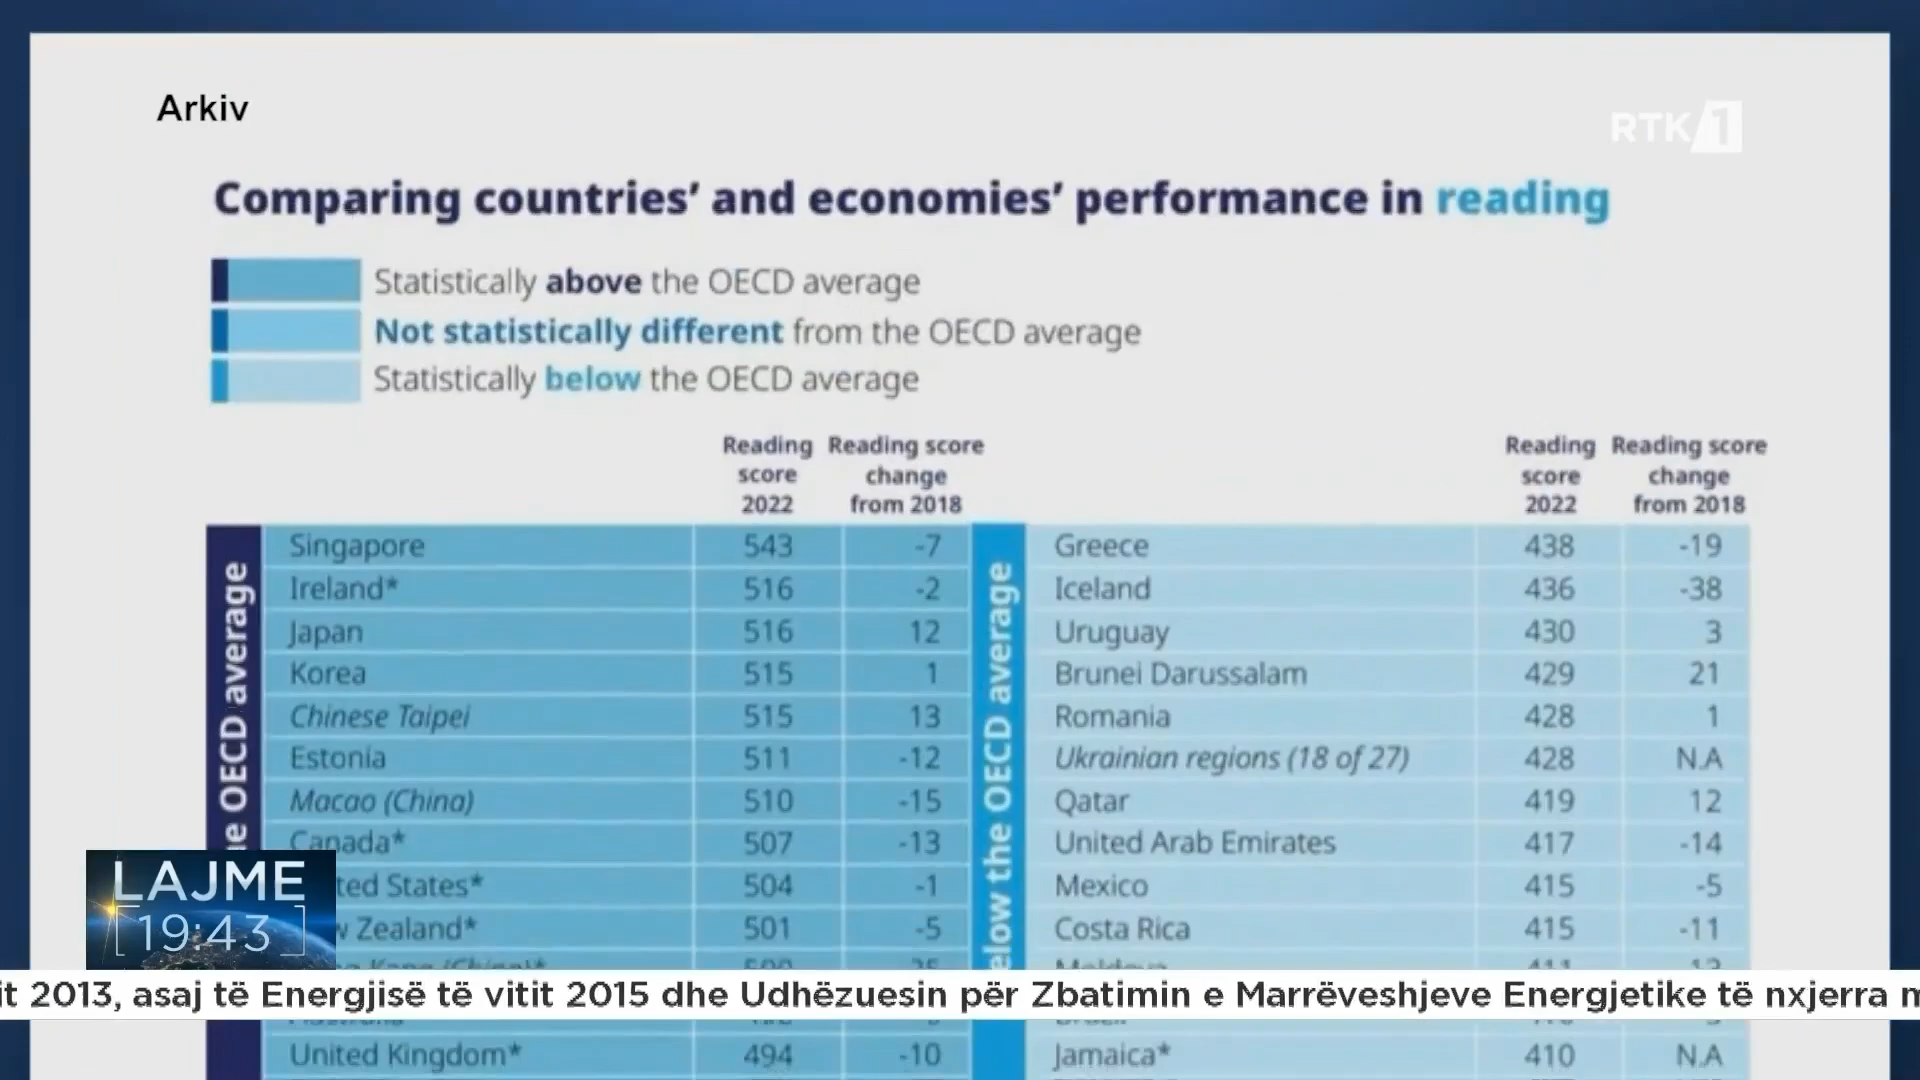 Arkiv
RTK 1
Comparing countries' and economies' performance in reading
Statistically above the OECD average
Not statistically different from the OECD average
Statistically below the OECD average
Reading score 2022
Reading score change from 2018
Reading score 2022
Reading score change from 2018
OECD average
below the OECD average
Singapore 543 -7
Ireland* 516 -2
Japan 516 12
Korea 515 1
Chinese Taipei 515 13
Estonia 511 -12
Macao (China) 510 -15
Canada* 507 -13
ted States* 504 -1
Zealand* 501 -5
United Kingdom* 494 -10
Greece 438 -19
Iceland 436 -38
Uruguay 430 3
Brunei Darussalam 429 21
Romania 428 1
Ukrainian regions (18 of 27) 428 N.A
Qatar 419 12
United Arab Emirates 417 -14
Mexico 415 -5
Costa Rica 415 -11
Jamaica* 410 N.A
LAJME
19:43
it 2013, asaj të Energjisë të vitit 2015 dhe Udhëzuesin për Zbatimin e Marrëveshjeve Energjetike të nxjerra